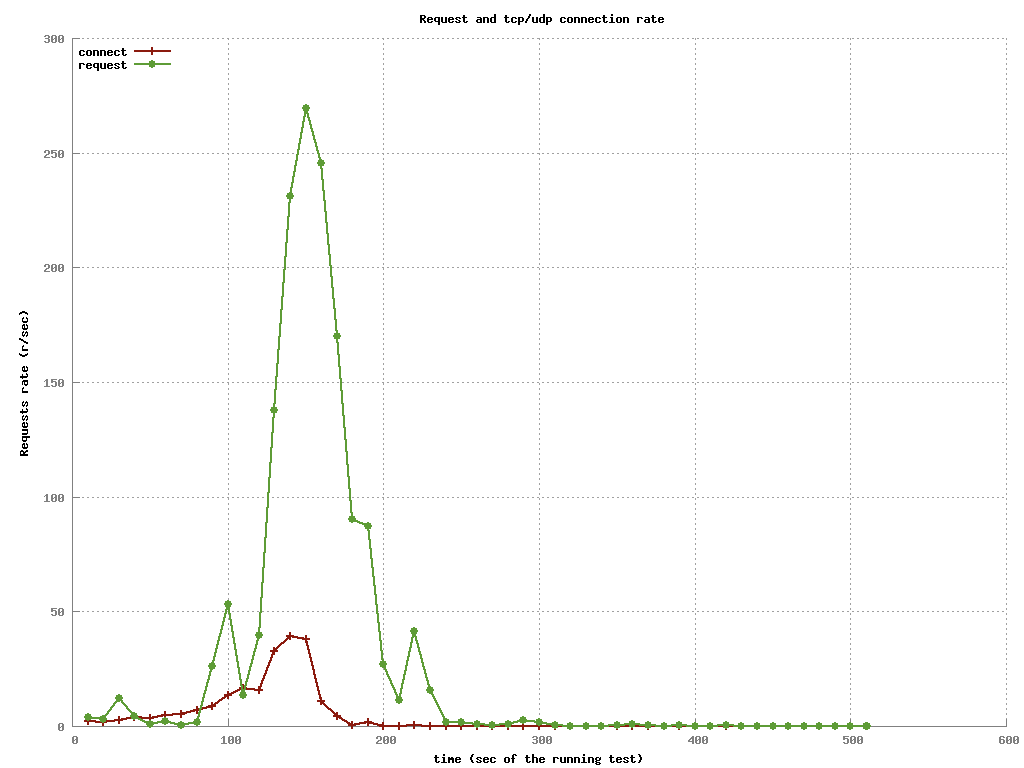 Request and tcp/udp connection rate
300
connect
request
250
200
Requests rate (r/sec)
150
100
50
0
0 100 200 300 400 500 600
time (sec of the running test)